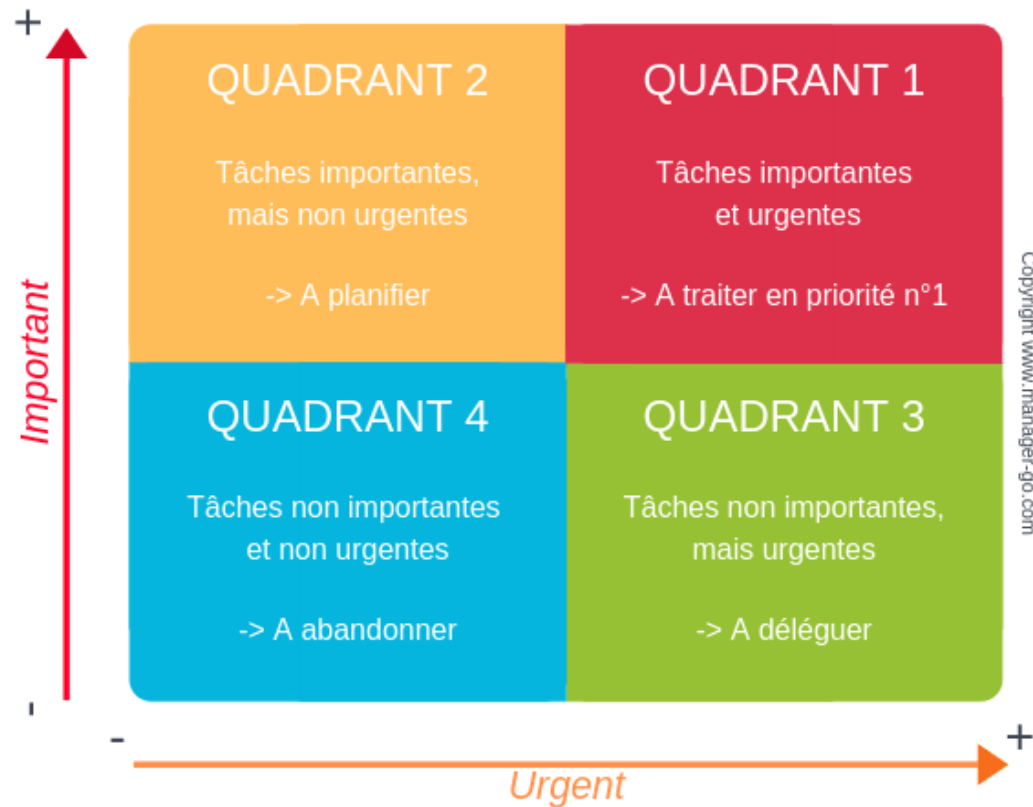 +
QUADRANT 2
Tâches importantes,
mais non urgentes
-> A planifier
QUADRANT 1
Tâches importantes
et urgentes
-> A traiter en priorité n°1
Important
Copyright www.manager-go.com
QUADRANT 4
Tâches non importantes
et non urgentes
-> A abandonner
QUADRANT 3
Tâches non importantes,
mais urgentes
-> A déléguer
-
-
+
Urgent